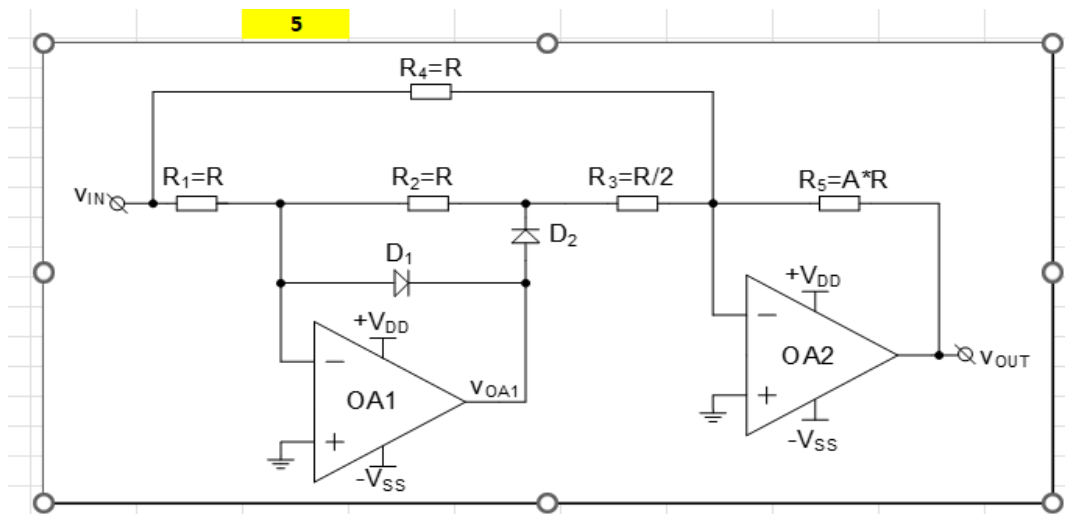 5
R₄=R
R₁=R
R₂=R
R₃=R/2
R₅=A*R
vIN
D₂
D₁
+VDD
+VDD
−
OA2
vOUT
−
OA1
vOA1
+
+
-VSS
-VSS